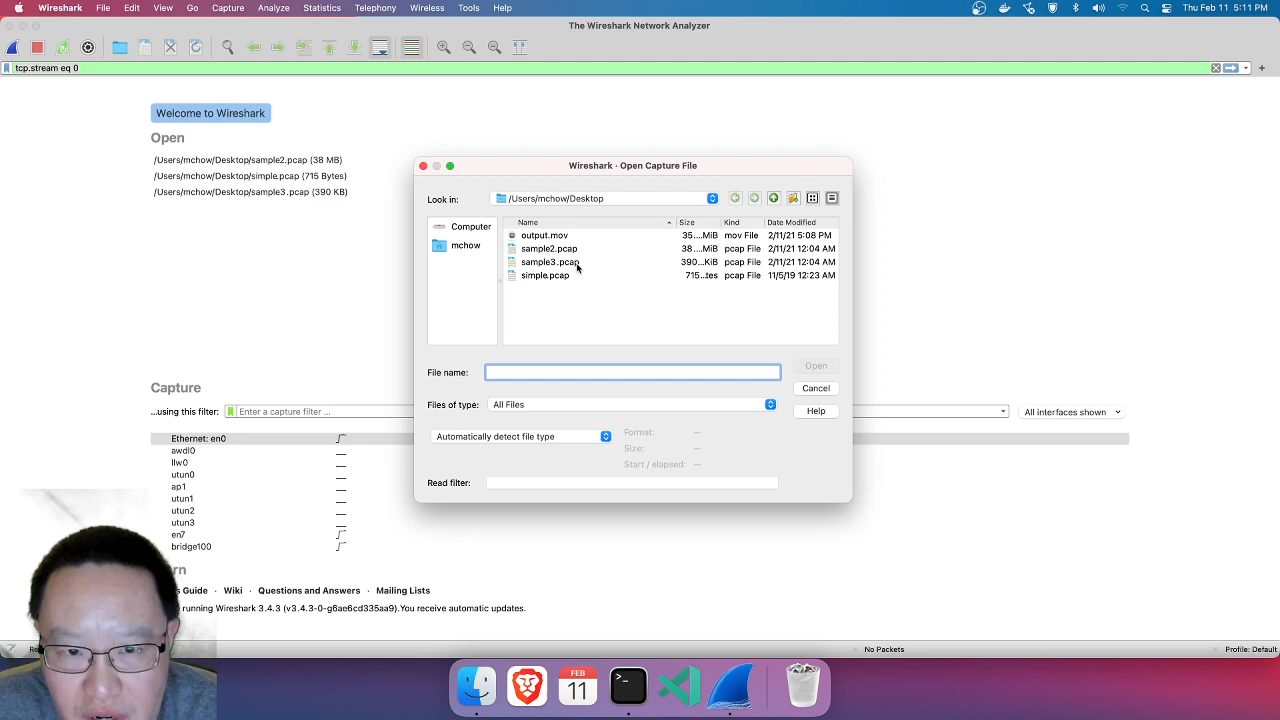 Wireshark File Edit View Go Capture Analyze Statistics Telephony Wireless Tools Help Thu Feb 11 5:11 PM
The Wireshark Network Analyzer
tcp.stream eq 0
Welcome to Wireshark
Open
/Users/mchow/Desktop/sample2.pcap (38 MB)
/Users/mchow/Desktop/simple.pcap (715 Bytes)
/Users/mchow/Desktop/sample3.pcap (390 KB)
Wireshark · Open Capture File
Look in: /Users/mchow/Desktop
Computer
mchow
Name Size Kind Date Modified
output.mov 35....MiB mov File 2/11/21 5:08 PM
sample2.pcap 38....MiB pcap File 2/11/21 12:04 AM
sample3.pcap 390...KiB pcap File 2/11/21 12:04 AM
simple.pcap 715...tes pcap File 11/5/19 12:23 AM
File name: Open
Cancel
Files of type: All Files
Help
Automatically detect file type
Format: —
Size: —
Start / elapsed: —
Read filter:
Capture
...using this filter: Enter a capture filter ... All interfaces shown
Ethernet: en0
awdl0
llw0
utun0
ap1
utun1
utun2
utun3
en7
bridge100
rn
s Guide · Wiki · Questions and Answers · Mailing Lists
running Wireshark 3.4.3 (v3.4.3-0-g6ae6cd335aa9).You receive automatic updates.
Re
No Packets
Profile: Default
FEB
11
>_